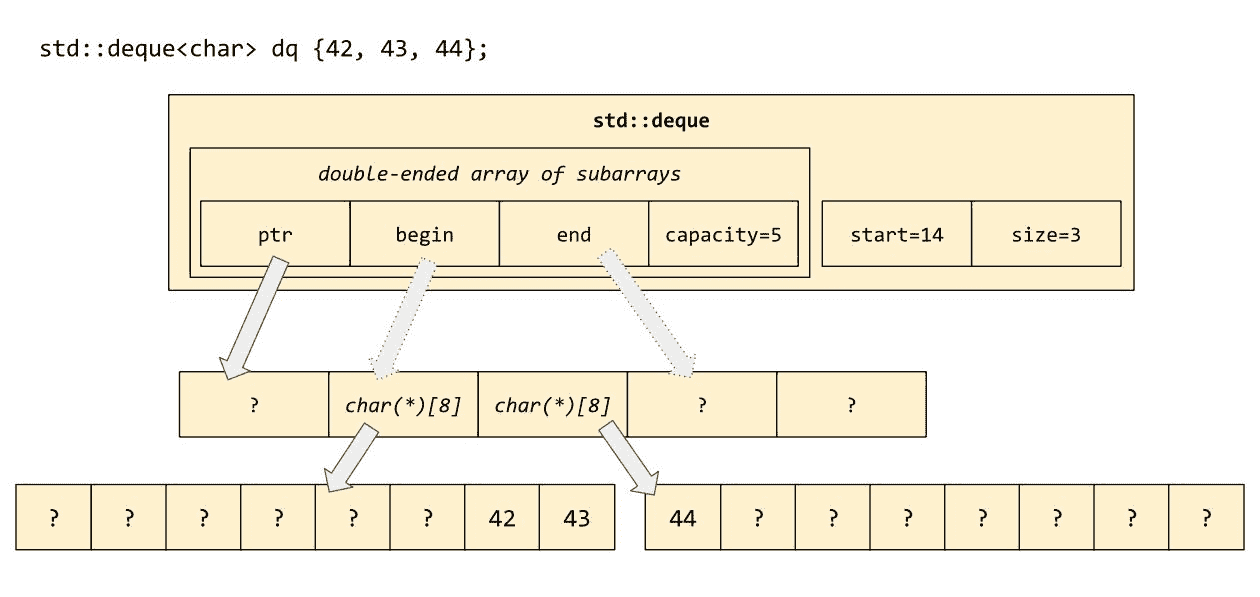 std::deque<char> dq {42, 43, 44};
std::deque
double-ended array of subarrays
ptr begin end capacity=5 start=14 size=3
? char(*)[8] char(*)[8] ? ?
? ? ? ? ? ? 42 43 44 ? ? ? ? ? ? ?